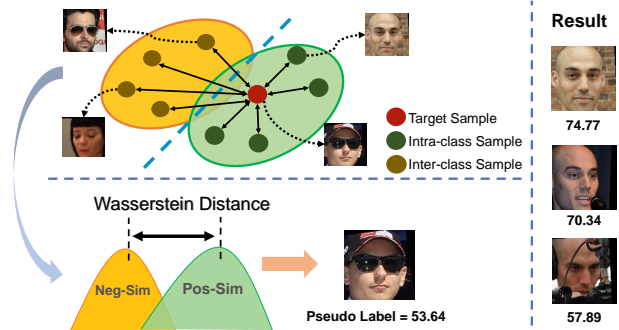 Result
Target Sample
Intra-class Sample
Inter-class Sample
74.77
Wasserstein Distance
Neg-Sim
Pos-Sim
Pseudo Label = 53.64
70.34
57.89